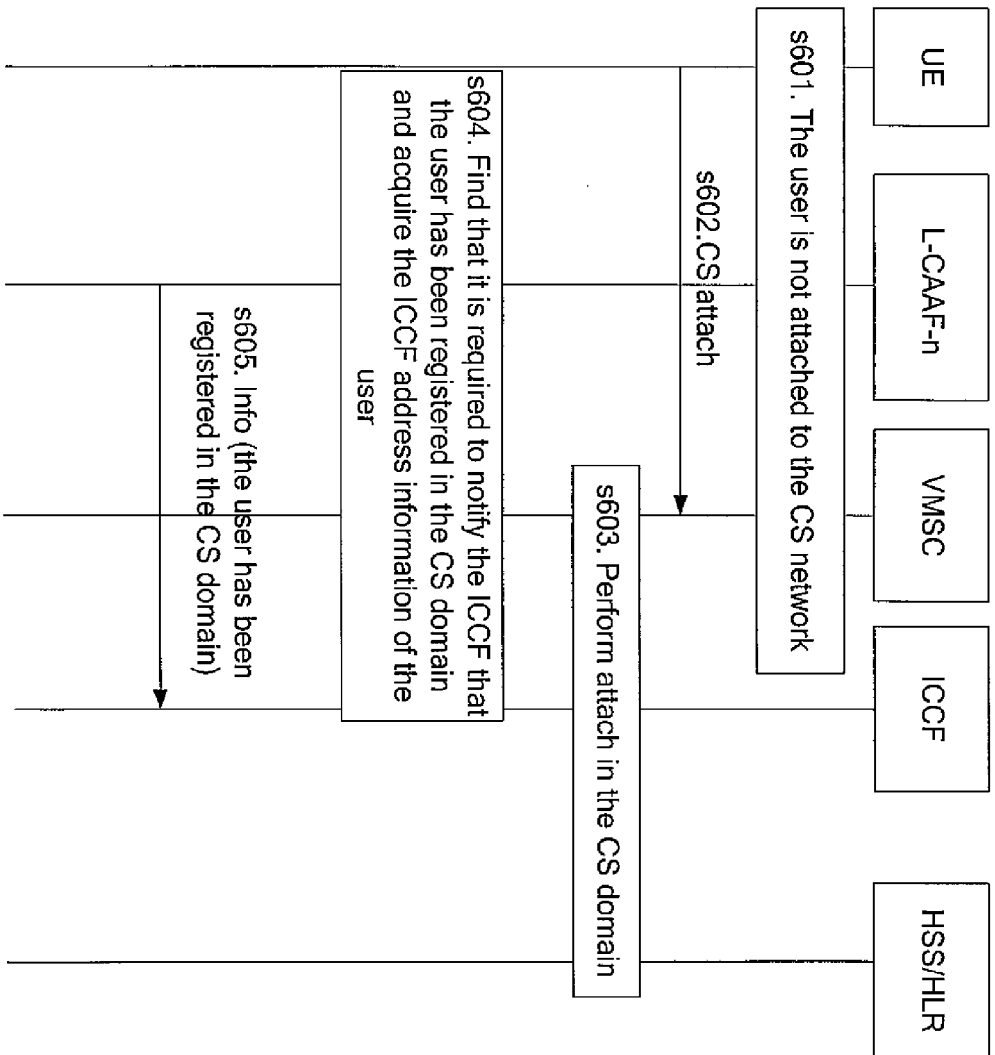 UE
L-CAAF-n
VMSC
ICCF
HSS/HLR
s601. The user is not attached to the CS network
s602.CS attach
s603. Perform attach in the CS domain
s604. Find that it is required to notify the ICCF that
the user has been registered in the CS domain
and acquire the ICCF address information of the
user
s605. Info (the user has been
registered in the CS domain)